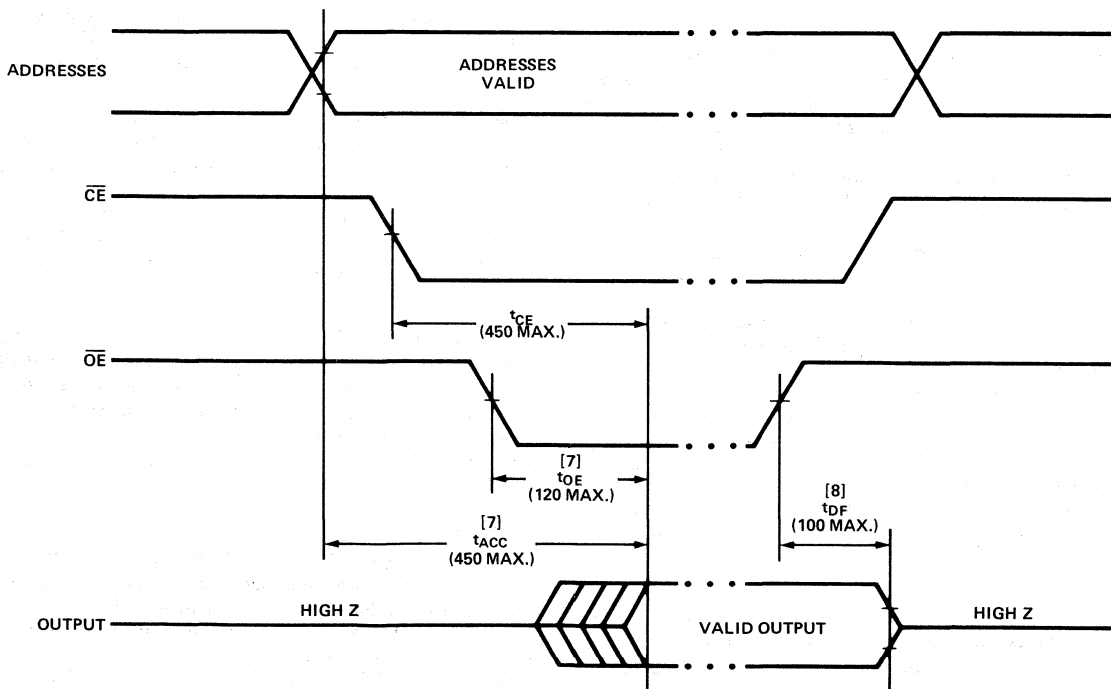 ADDRESSES
ADDRESSES
VALID
CE
tCE
(450 MAX.)
OE
[7]
tOE
(120 MAX.)
[8]
tDF
(100 MAX.)
[7]
tACC
(450 MAX.)
OUTPUT
HIGH Z
VALID OUTPUT
HIGH Z